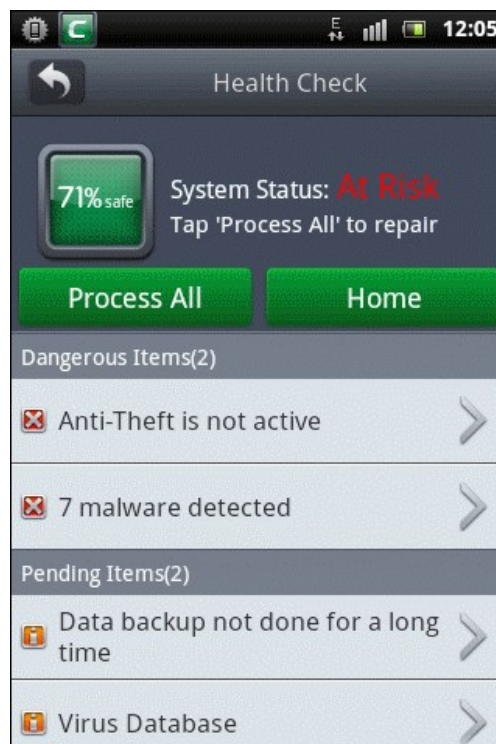 C
E
12:05
Health Check
71% safe
System Status: At Risk
Tap 'Process All' to repair
Process All
Home
Dangerous Items(2)
Anti-Theft is not active
7 malware detected
Pending Items(2)
Data backup not done for a long
time
Virus Database